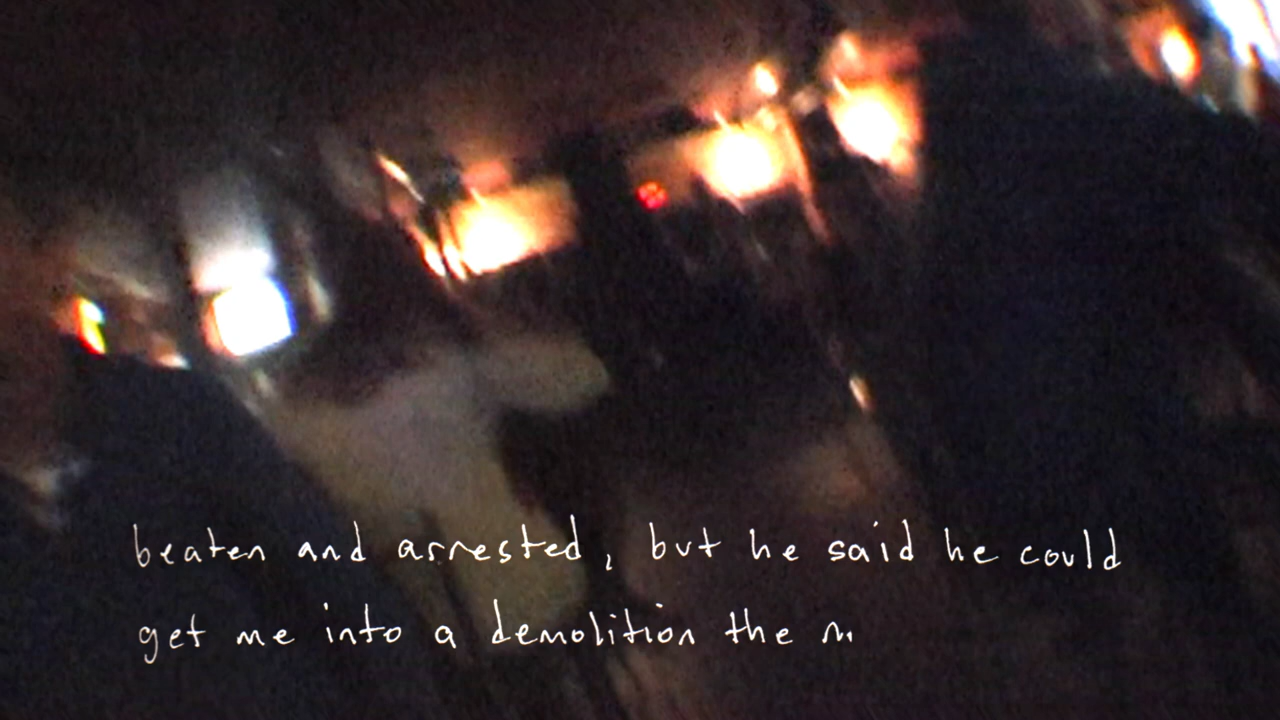 beaten and arrested, but he said he could
get me into a demolition the